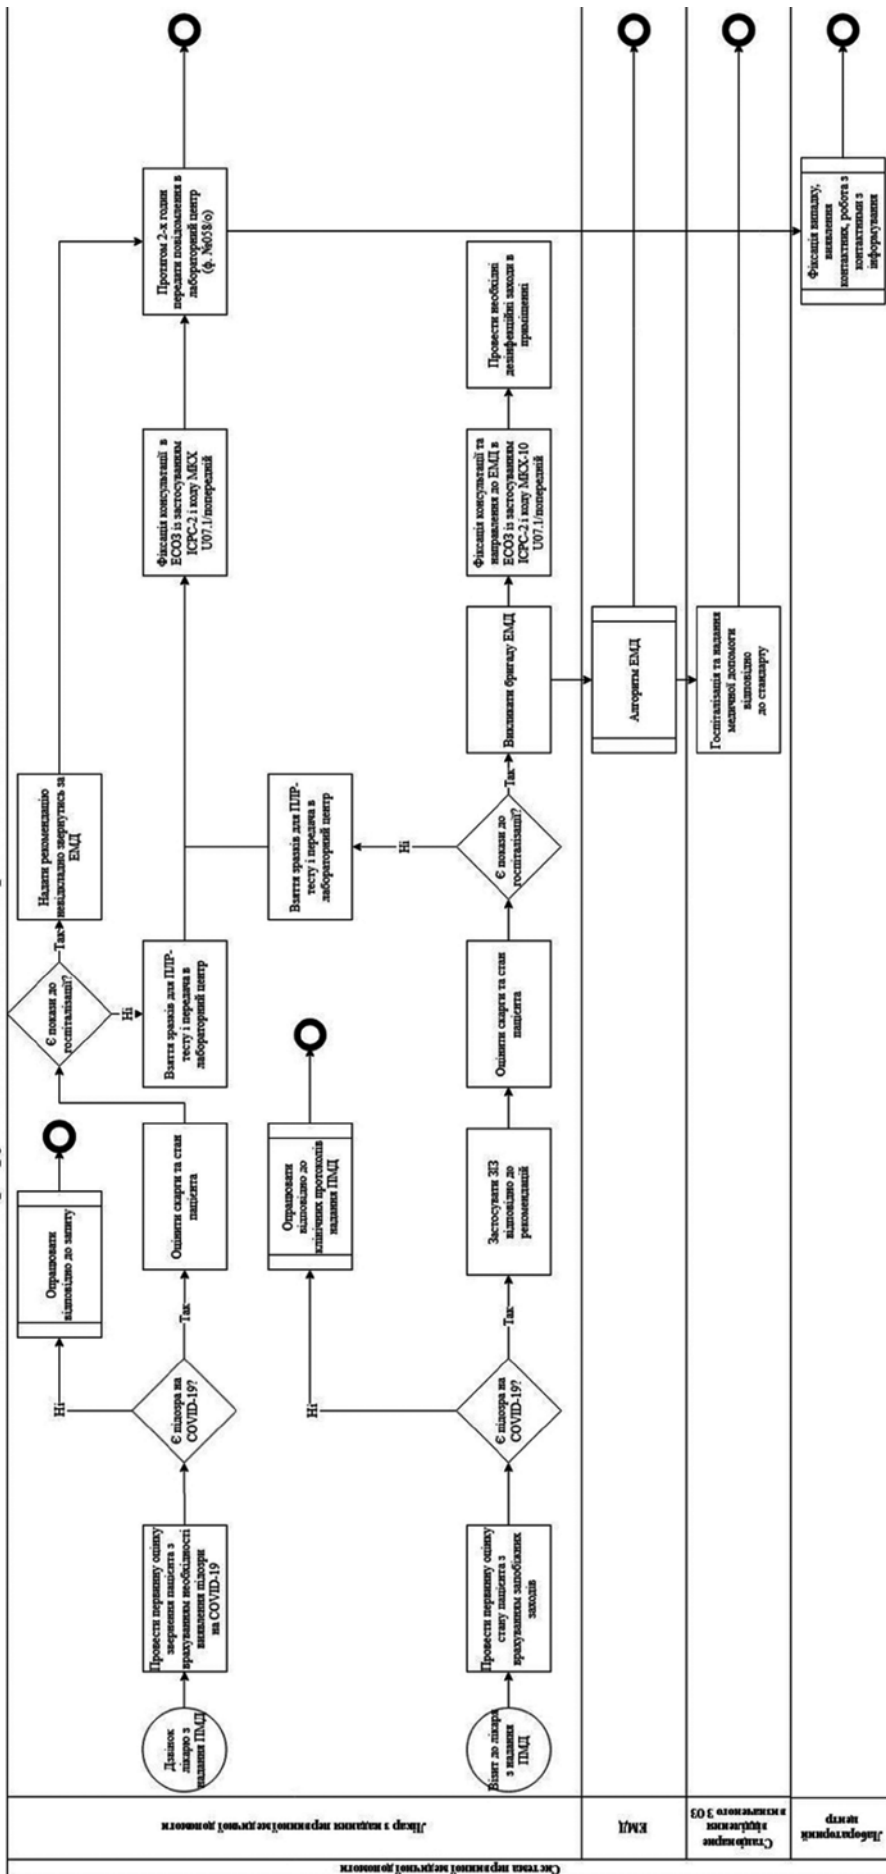 Система первинної медичної допомоги
Лікар з надання первинної медичної допомоги
ЕМД
Стаціонарне
відділення
визначеного ЗОЗ
Лабораторний
центр
Дзвінок
лікарю з
надання ПМД
Провести первинну оцінку
звернення пацієнта з
врахуванням необхідності
виявлення підозри
на COVID-19
Є підозра на
COVID-19?
Ні
Опрацювати
відповідно до запиту
Так
Оцінити скарги та стан
пацієнта
Є покази до
госпіталізації?
Так
Надати рекомендацію
невідкладно звернутись за
ЕМД
Ні
Взяття зразків для ПЛР-
тесту і передача в
лабораторний центр
Фіксація консультації в
ЕСОЗ із застосуванням
ICPC-2 і коду МКХ
U07.1/попередній
Протягом 2-х годин
передати повідомлення в
лабораторний центр
(ф. №058/о)
Візит до лікаря
з надання
ПМД
Провести первинну оцінку
стану пацієнта з
врахуванням запобіжних
заходів
Є підозра на
COVID-19?
Ні
Опрацювати
відповідно до
клінічних протоколів
надання ПМД
Так
Застосувати ЗІЗ
відповідно до
рекомендацій
Оцінити скарги та стан
пацієнта
Є покази до
госпіталізації?
Ні
Взяття зразків для ПЛР-
тесту і передача в
лабораторний центр
Так
Викликати бригаду ЕМД
Фіксація консультації та
направлення до ЕМД в
ЕСОЗ із застосуванням
ICPC-2 і коду МКХ-10
U07.1/попередній
Провести необхідні
дезінфекційні заходи в
приміщенні
Алгоритм ЕМД
Госпіталізація та надання
медичної допомоги
відповідно
до стандарту
Фіксація випадку,
виявлення
контактних, робота з
контактними з
інформування